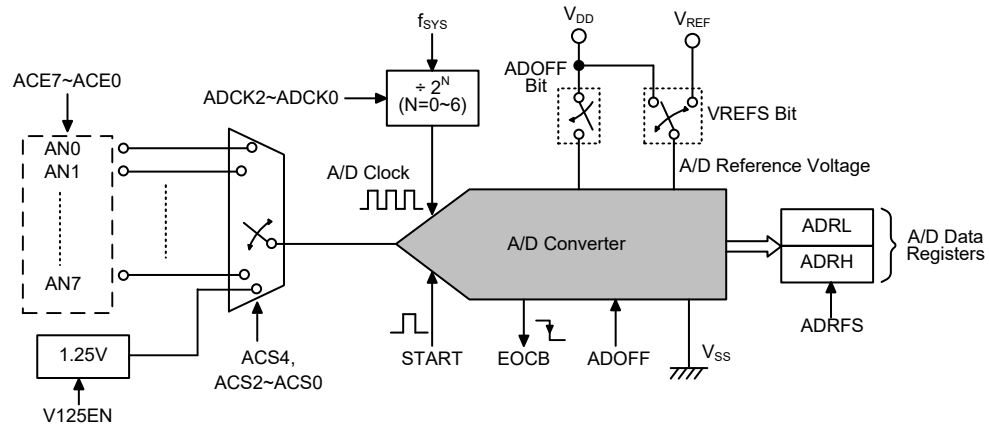 fSYS
VDD
VREF
ACE7~ACE0
ADCK2~ADCK0
÷ 2N
(N=0~6)
ADOFF
Bit
VREFS Bit
AN0
AN1
AN7
A/D Clock
A/D Reference Voltage
A/D Converter
ADRL
ADRH
A/D Data
Registers
ADRFS
1.25V
V125EN
ACS4,
ACS2~ACS0
START
EOCB
ADOFF
VSS